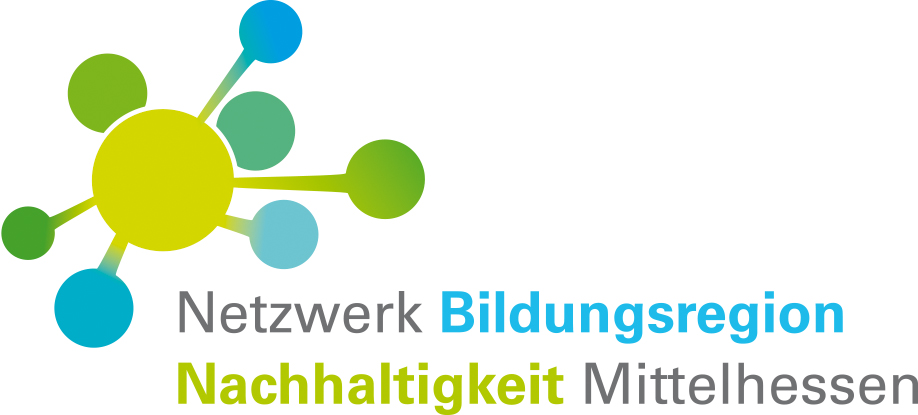 Netzwerk Bildungsregion
Nachhaltigkeit Mittelhessen